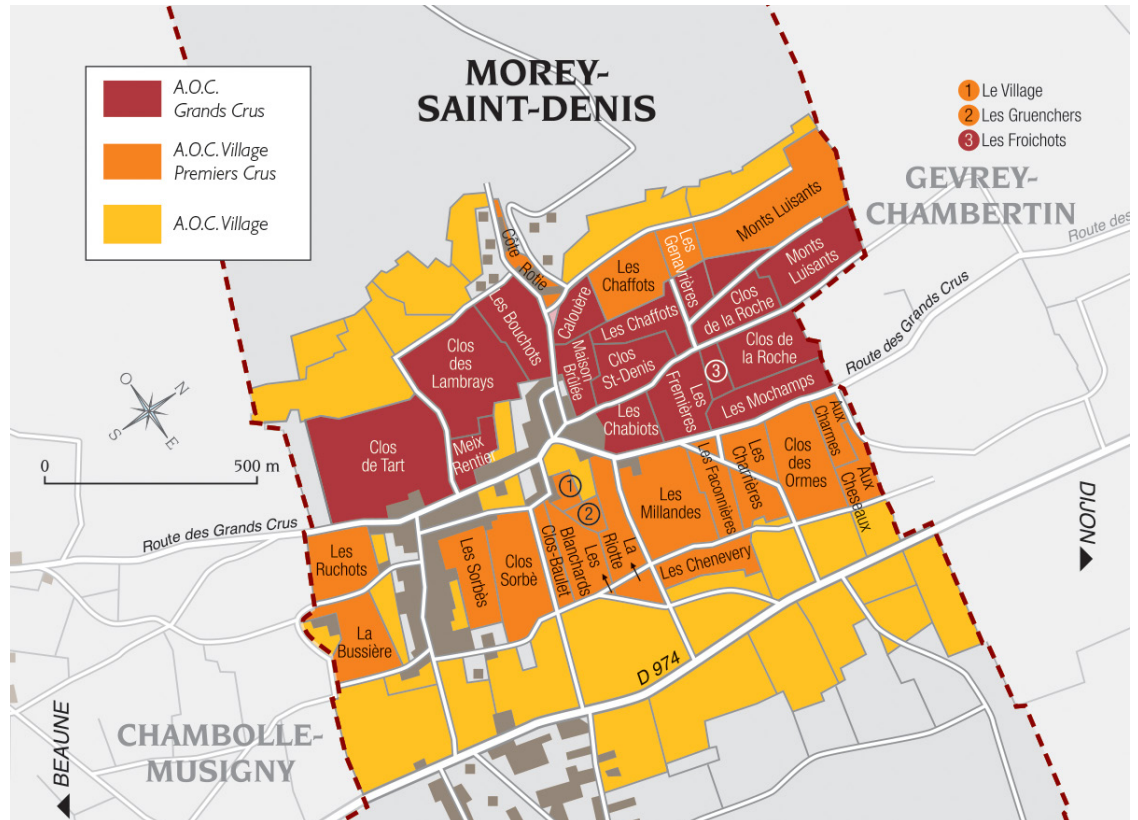 MOREY-
SAINT-DENIS
A.O.C.
Grands Crus
A.O.C. Village
Premiers Crus
A.O.C. Village
1 Le Village
2 Les Gruenchers
3 Les Froichots
GEVREY-
CHAMBERTIN
Route des
Route des Grands Crus
Monts Luisants
Les
Genavrières
Côte
Rotie
Les
Chaffots
Monts
Luisants
Calouère
Les Bouchots
Les Chaffots
Clos
de la Roche
Clos
des
Lambrays
Maison
Brûlée
Clos
St-Denis
3
Clos de
la Roche
Les
Fremières
Les Mochamps
Les
Chabiots
Meix
Rentier
Clos
de Tart
O
N
S
E
0
500 m
Aux
Charmes
Aux
Cheseaux
Clos
des
Ormes
Les
Charrières
Les Faconnières
Les
Millandes
1
2
La
Riotte
Les
Blanchards
Clos-Baulet
Clos
Sorbè
Les
Sorbès
Les Chenevery
Route des Grands Crus
Les
Ruchots
La
Bussière
D 974
DIJON
CHAMBOLLE-
MUSIGNY
BEAUNE